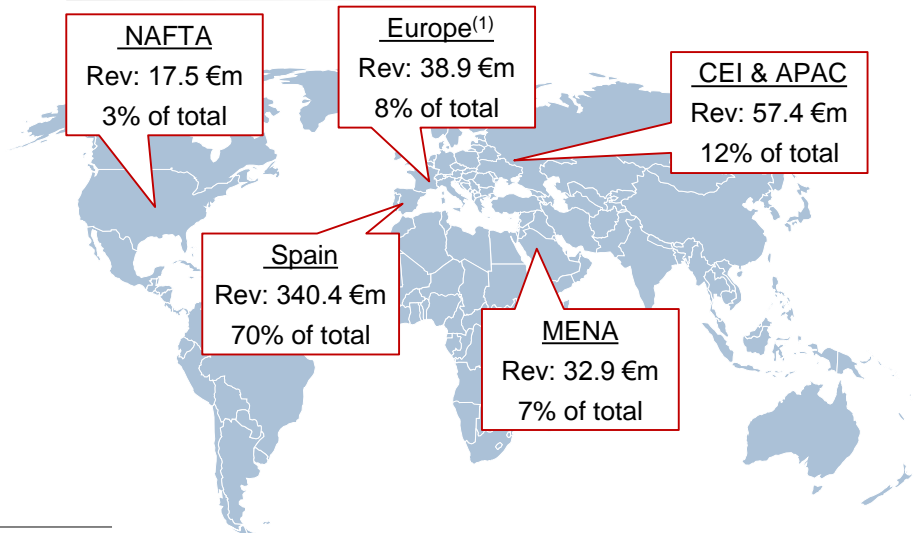 NAFTA
Rev: 17.5 €m
3% of total
Europe(1)
Rev: 38.9 €m
8% of total
CEI & APAC
Rev: 57.4 €m
12% of total
Spain
Rev: 340.4 €m
70% of total
MENA
Rev: 32.9 €m
7% of total